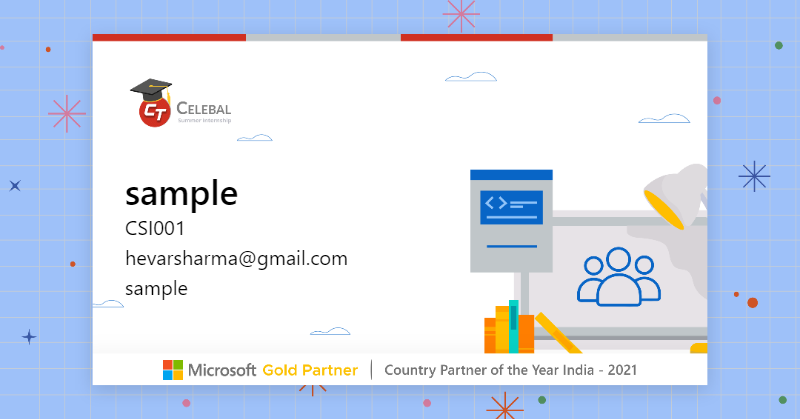 CT CELEBAL
Summer Internship
sample
CSI001
hevarsharma@gmail.com
sample
Microsoft Gold Partner | Country Partner of the Year India - 2021